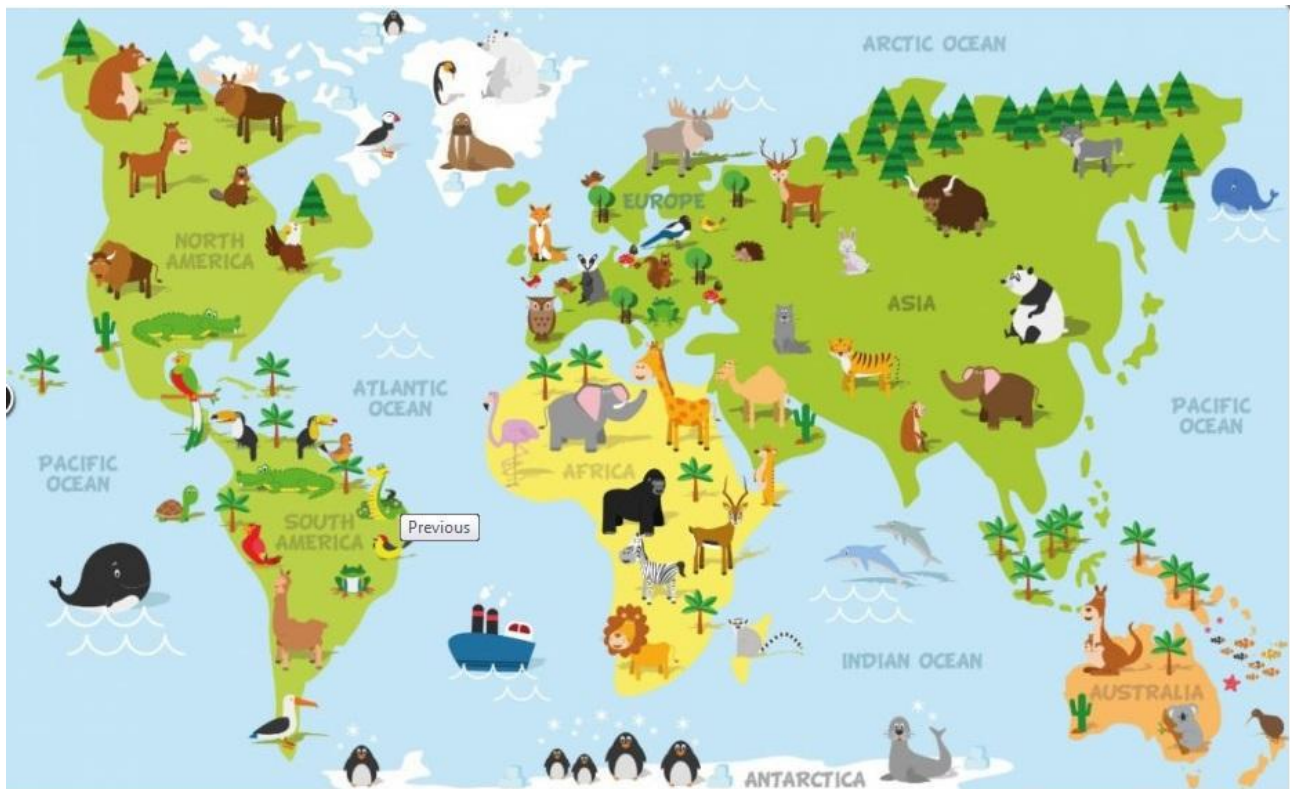 ARCTIC OCEAN
EUROPE
NORTH
AMERICA
ASIA
ATLANTIC
OCEAN
PACIFIC
OCEAN
PACIFIC
OCEAN
AFRICA
SOUTH
AMERICA
Previous
INDIAN OCEAN
AUSTRALIA
ANTARCTICA